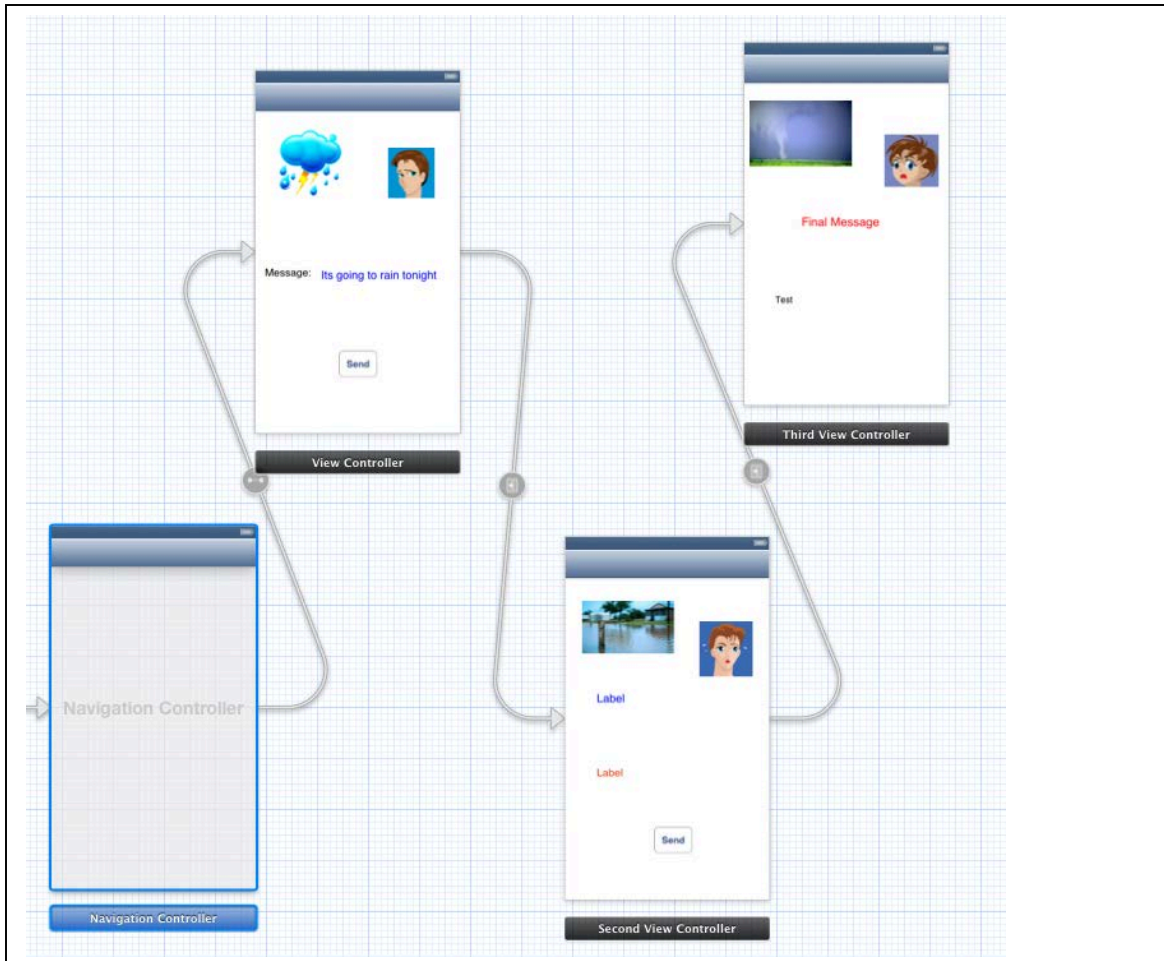 Message:
Its going to rain tonight
Send
View Controller
Final Message
Test
Third View Controller
Navigation Controller
Navigation Controller
Label
Label
Send
Second View Controller